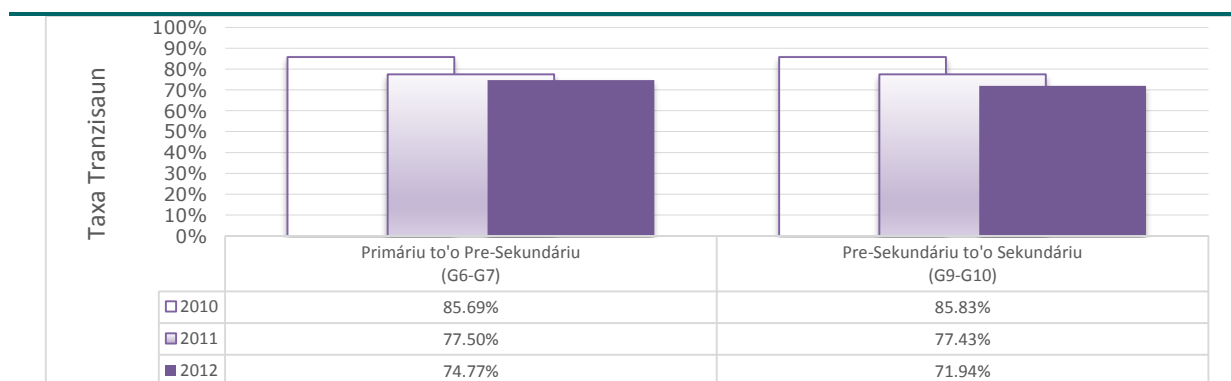 Taxa Tranzisaun
100%
90%
80%
70%
60%
50%
40%
30%
20%
10%
0%
Primáriu to'o Pre-Sekundáriu
(G6-G7)
Pre-Sekundáriu to'o Sekundáriu
(G9-G10)
2010 85.69% 85.83%
2011 77.50% 77.43%
2012 74.77% 71.94%